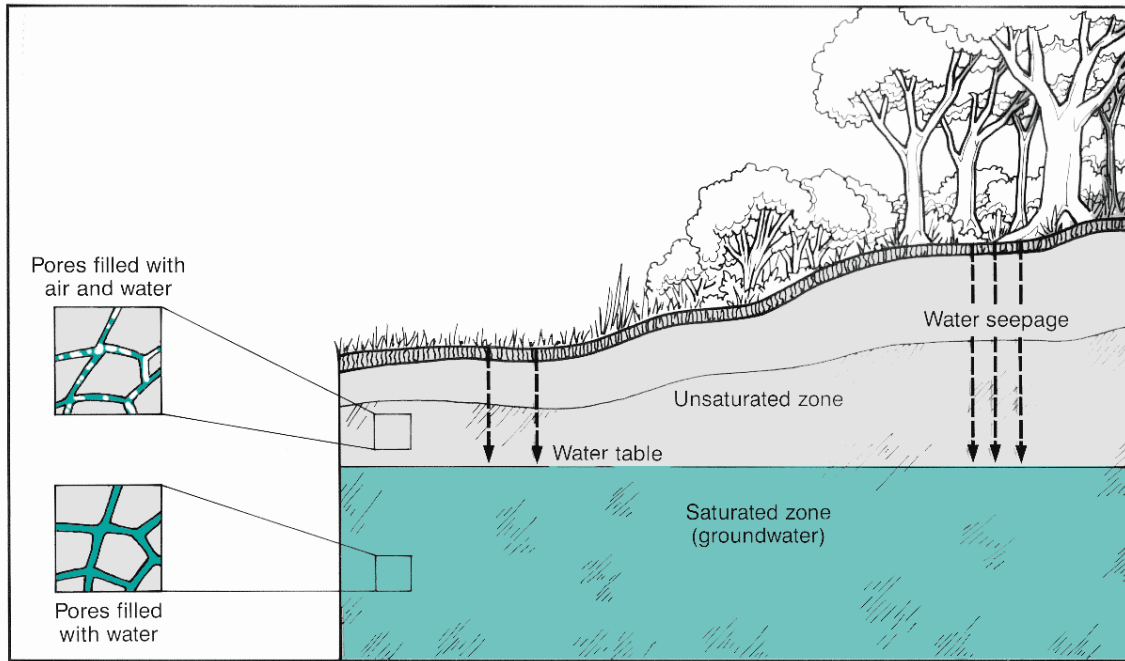 Pores filled with
air and water
Water seepage
Unsaturated zone
Water table
Saturated zone
(groundwater)
Pores filled
with water